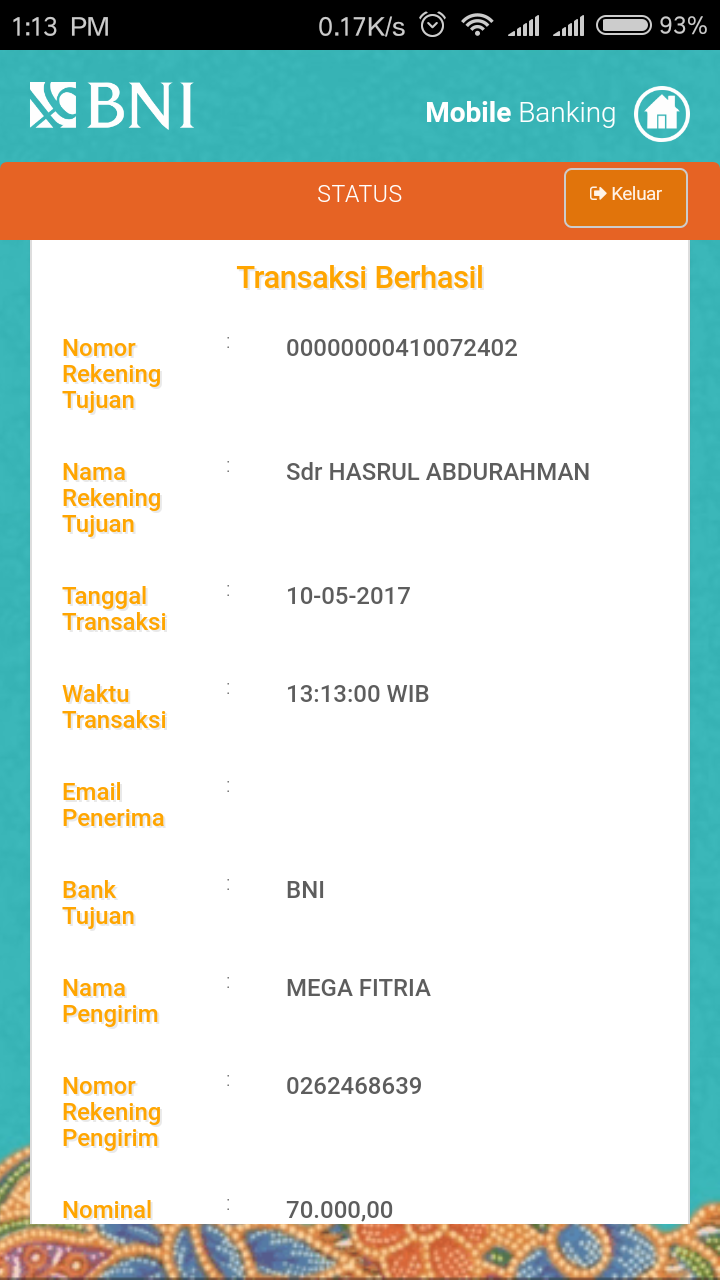 1:13 PM 0.17K/s 93%
BNI
Mobile Banking
STATUS
Keluar
Transaksi Berhasil
Nomor : 00000000410072402
Rekening
Tujuan
Nama : Sdr HASRUL ABDURAHMAN
Rekening
Tujuan
Tanggal : 10-05-2017
Transaksi
Waktu : 13:13:00 WIB
Transaksi
Email :
Penerima
Bank : BNI
Tujuan
Nama : MEGA FITRIA
Pengirim
Nomor : 0262468639
Rekening
Pengirim
Nominal : 70.000,00